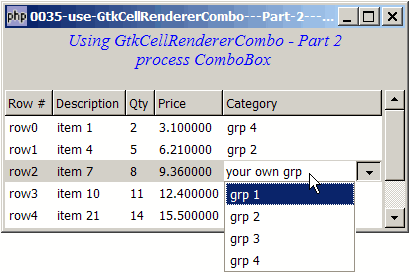 php 0035-use-GtkCellRendererCombo---Part-2---...
Using GtkCellRendererCombo - Part 2
process ComboBox
Row # Description Qty Price Category
row0 item 1 2 3.100000 grp 4
row1 item 4 5 6.210000 grp 2
row2 item 7 8 9.360000 your own grp
row3 item 10 11 12.400000 grp 1
row4 item 21 14 15.500000 grp 2
grp 3
grp 4